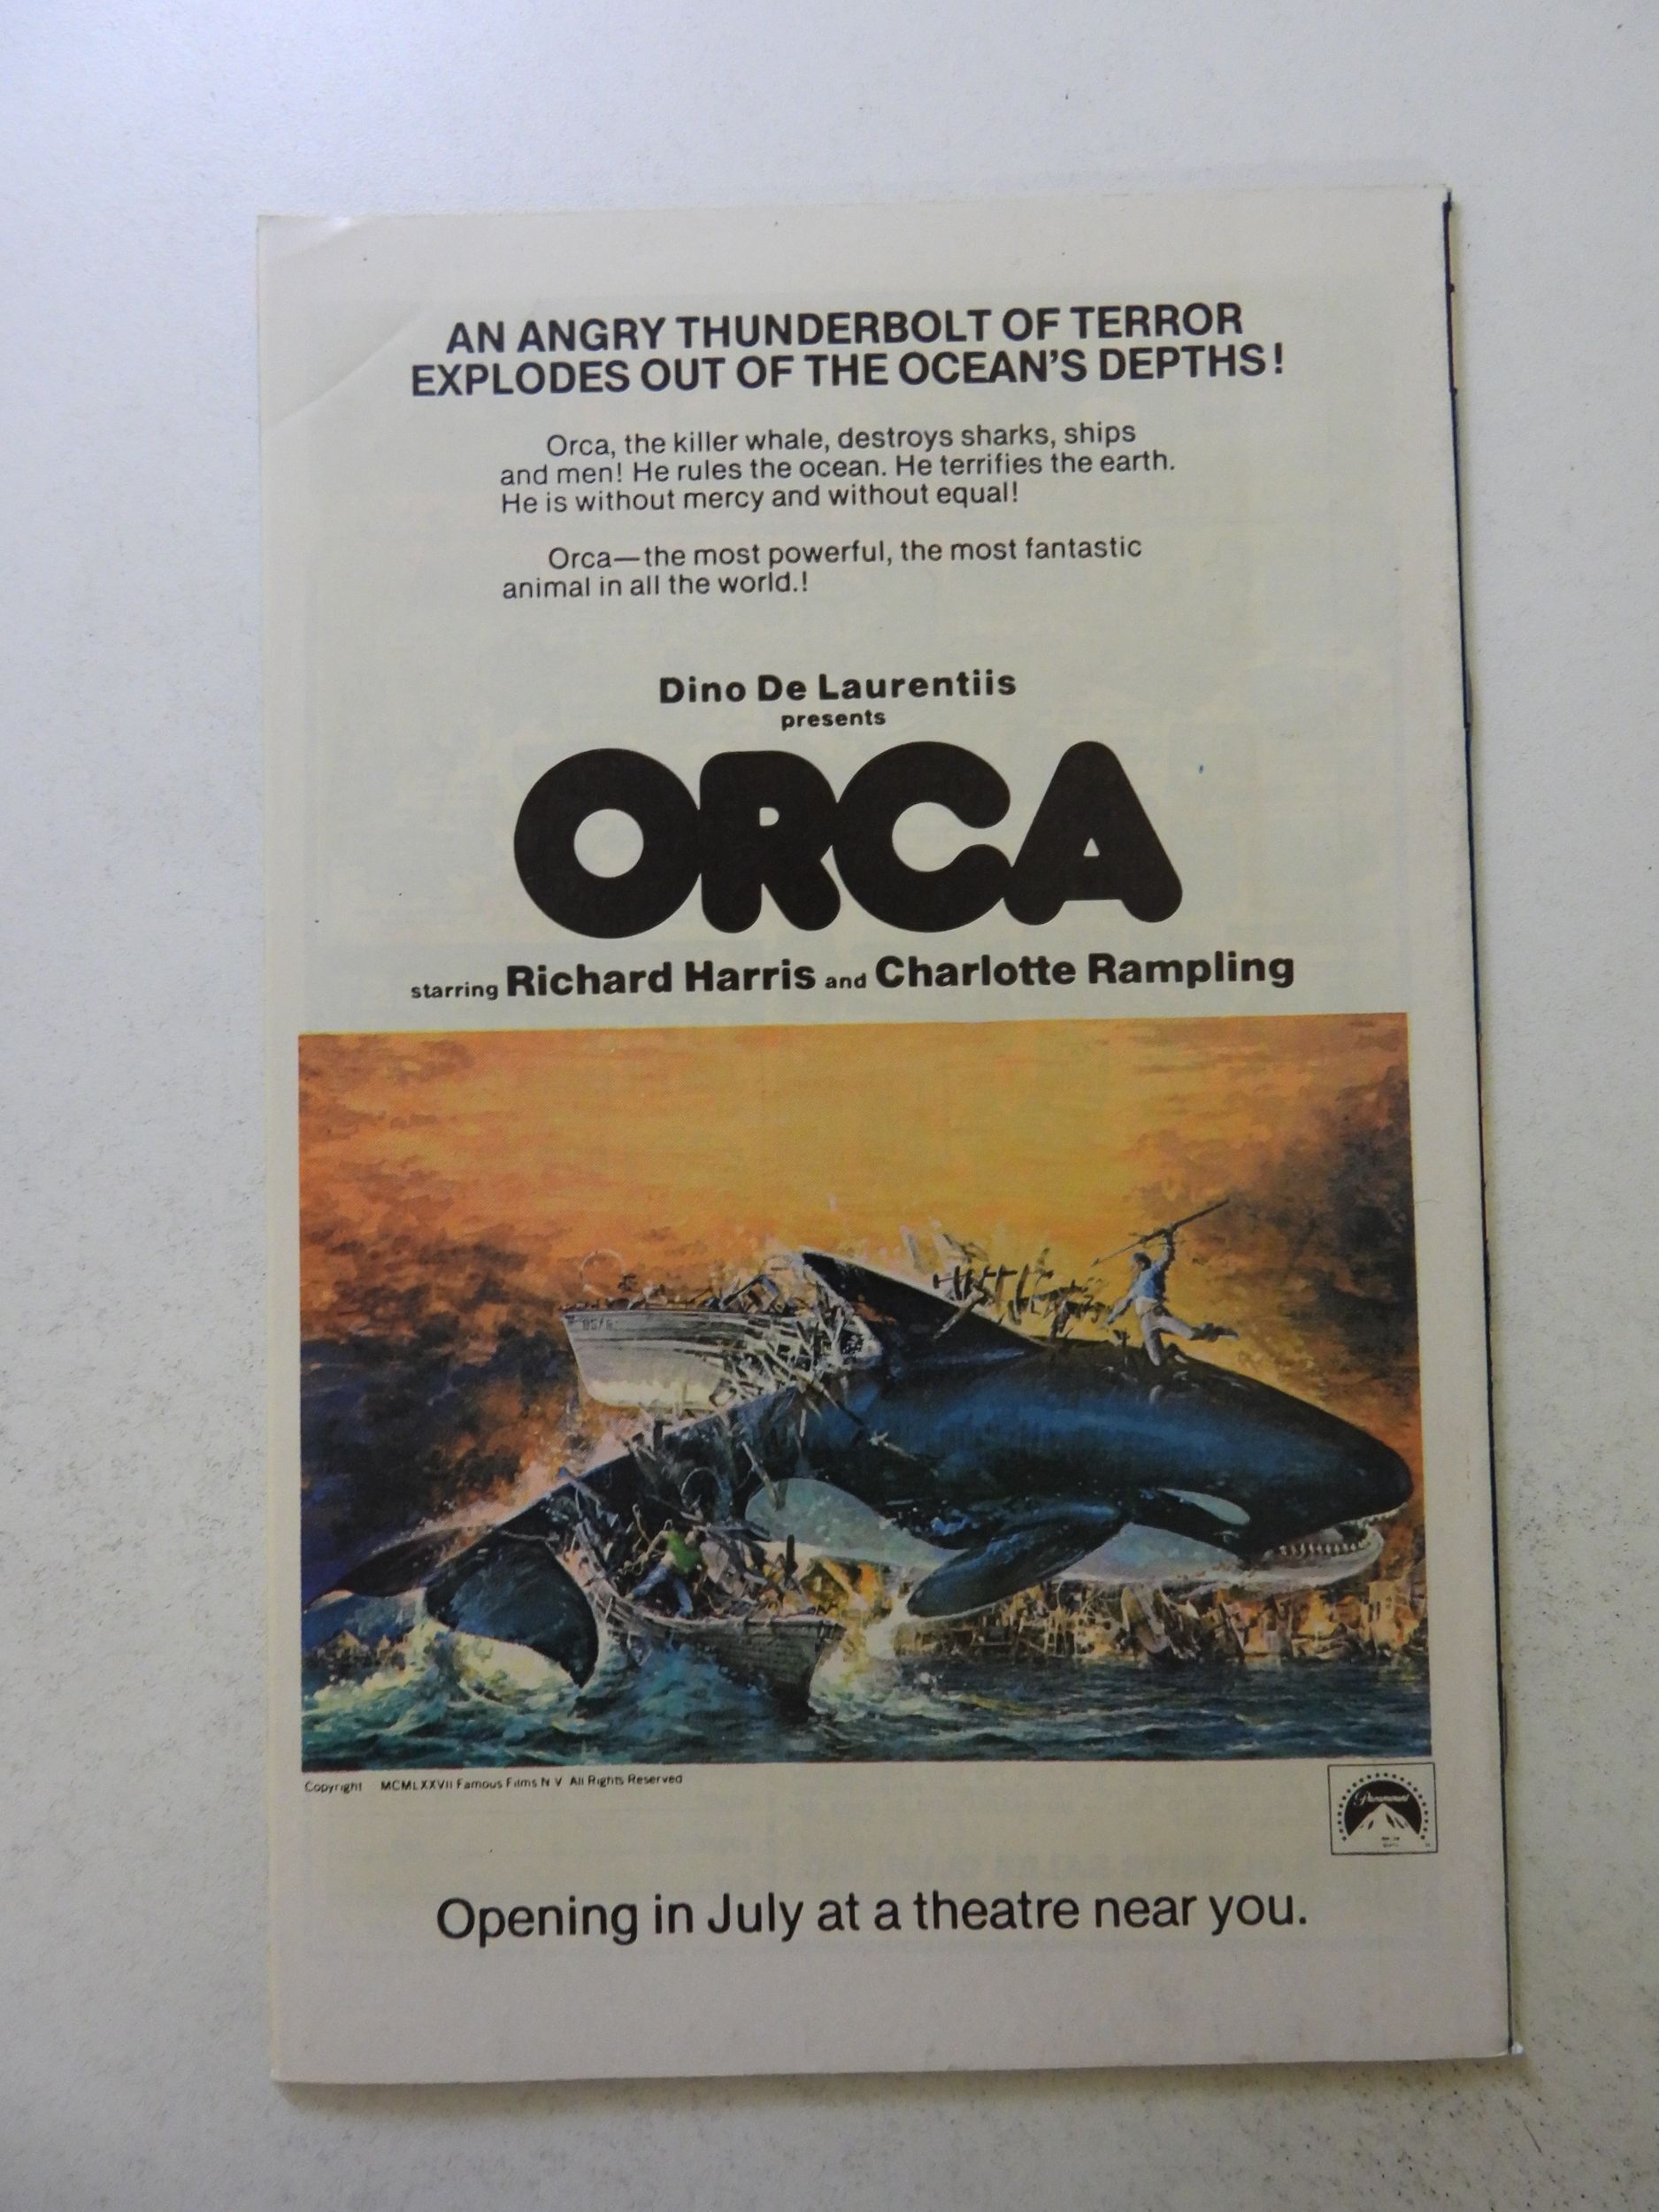 AN ANGRY THUNDERBOLT OF TERROR
EXPLODES OUT OF THE OCEAN'S DEPTHS!
Orca, the killer whale, destroys sharks, ships
and men! He rules the ocean. He terrifies the earth.
He is without mercy and without equal!
Orca—the most powerful, the most fantastic
animal in all the world.!
Dino De Laurentiis
presents
ORCA
starring Richard Harris and Charlotte Rampling
Copyright MCMLXXVII Famous Films N V All Rights Reserved
Paramount
Opening in July at a theatre near you.